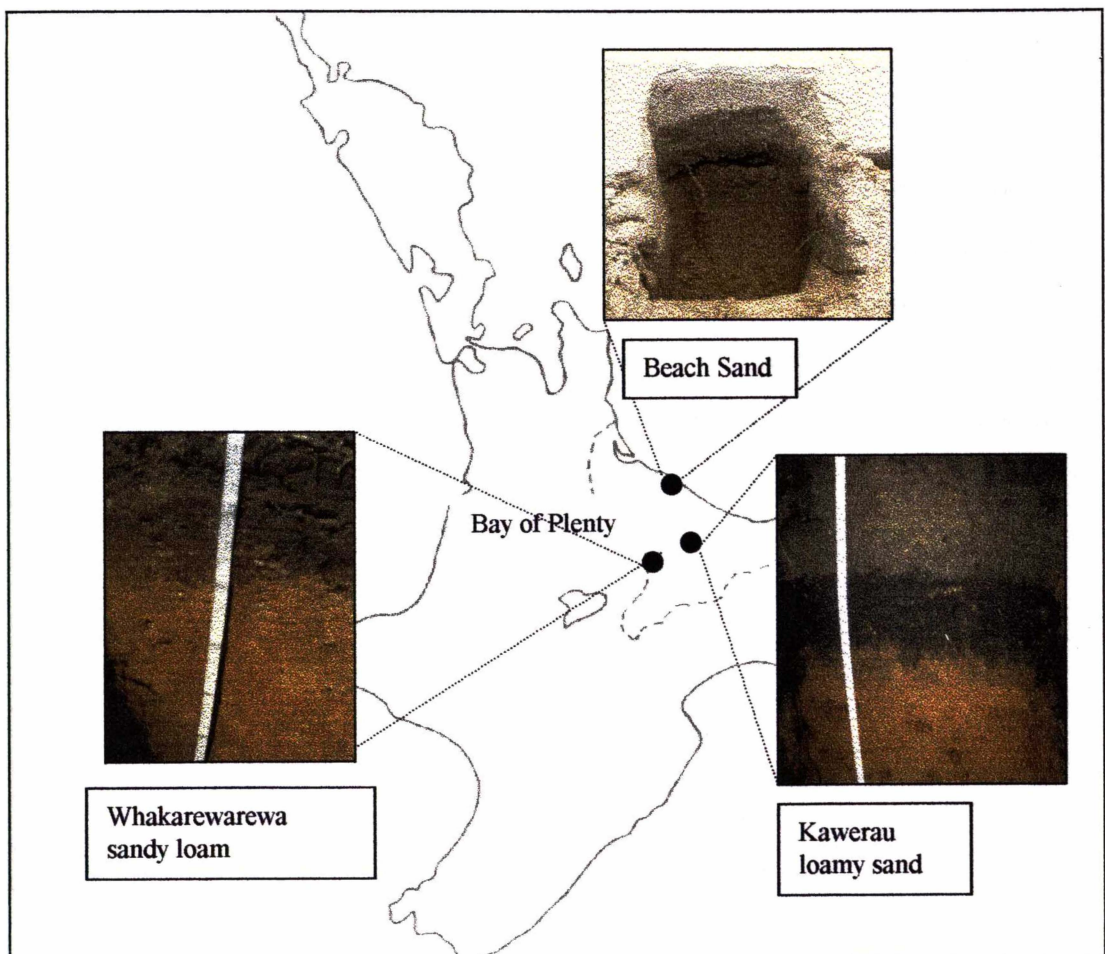 Beach Sand
Bay of Plenty
Whakarewarewa
sandy loam
Kawerau
loamy sand